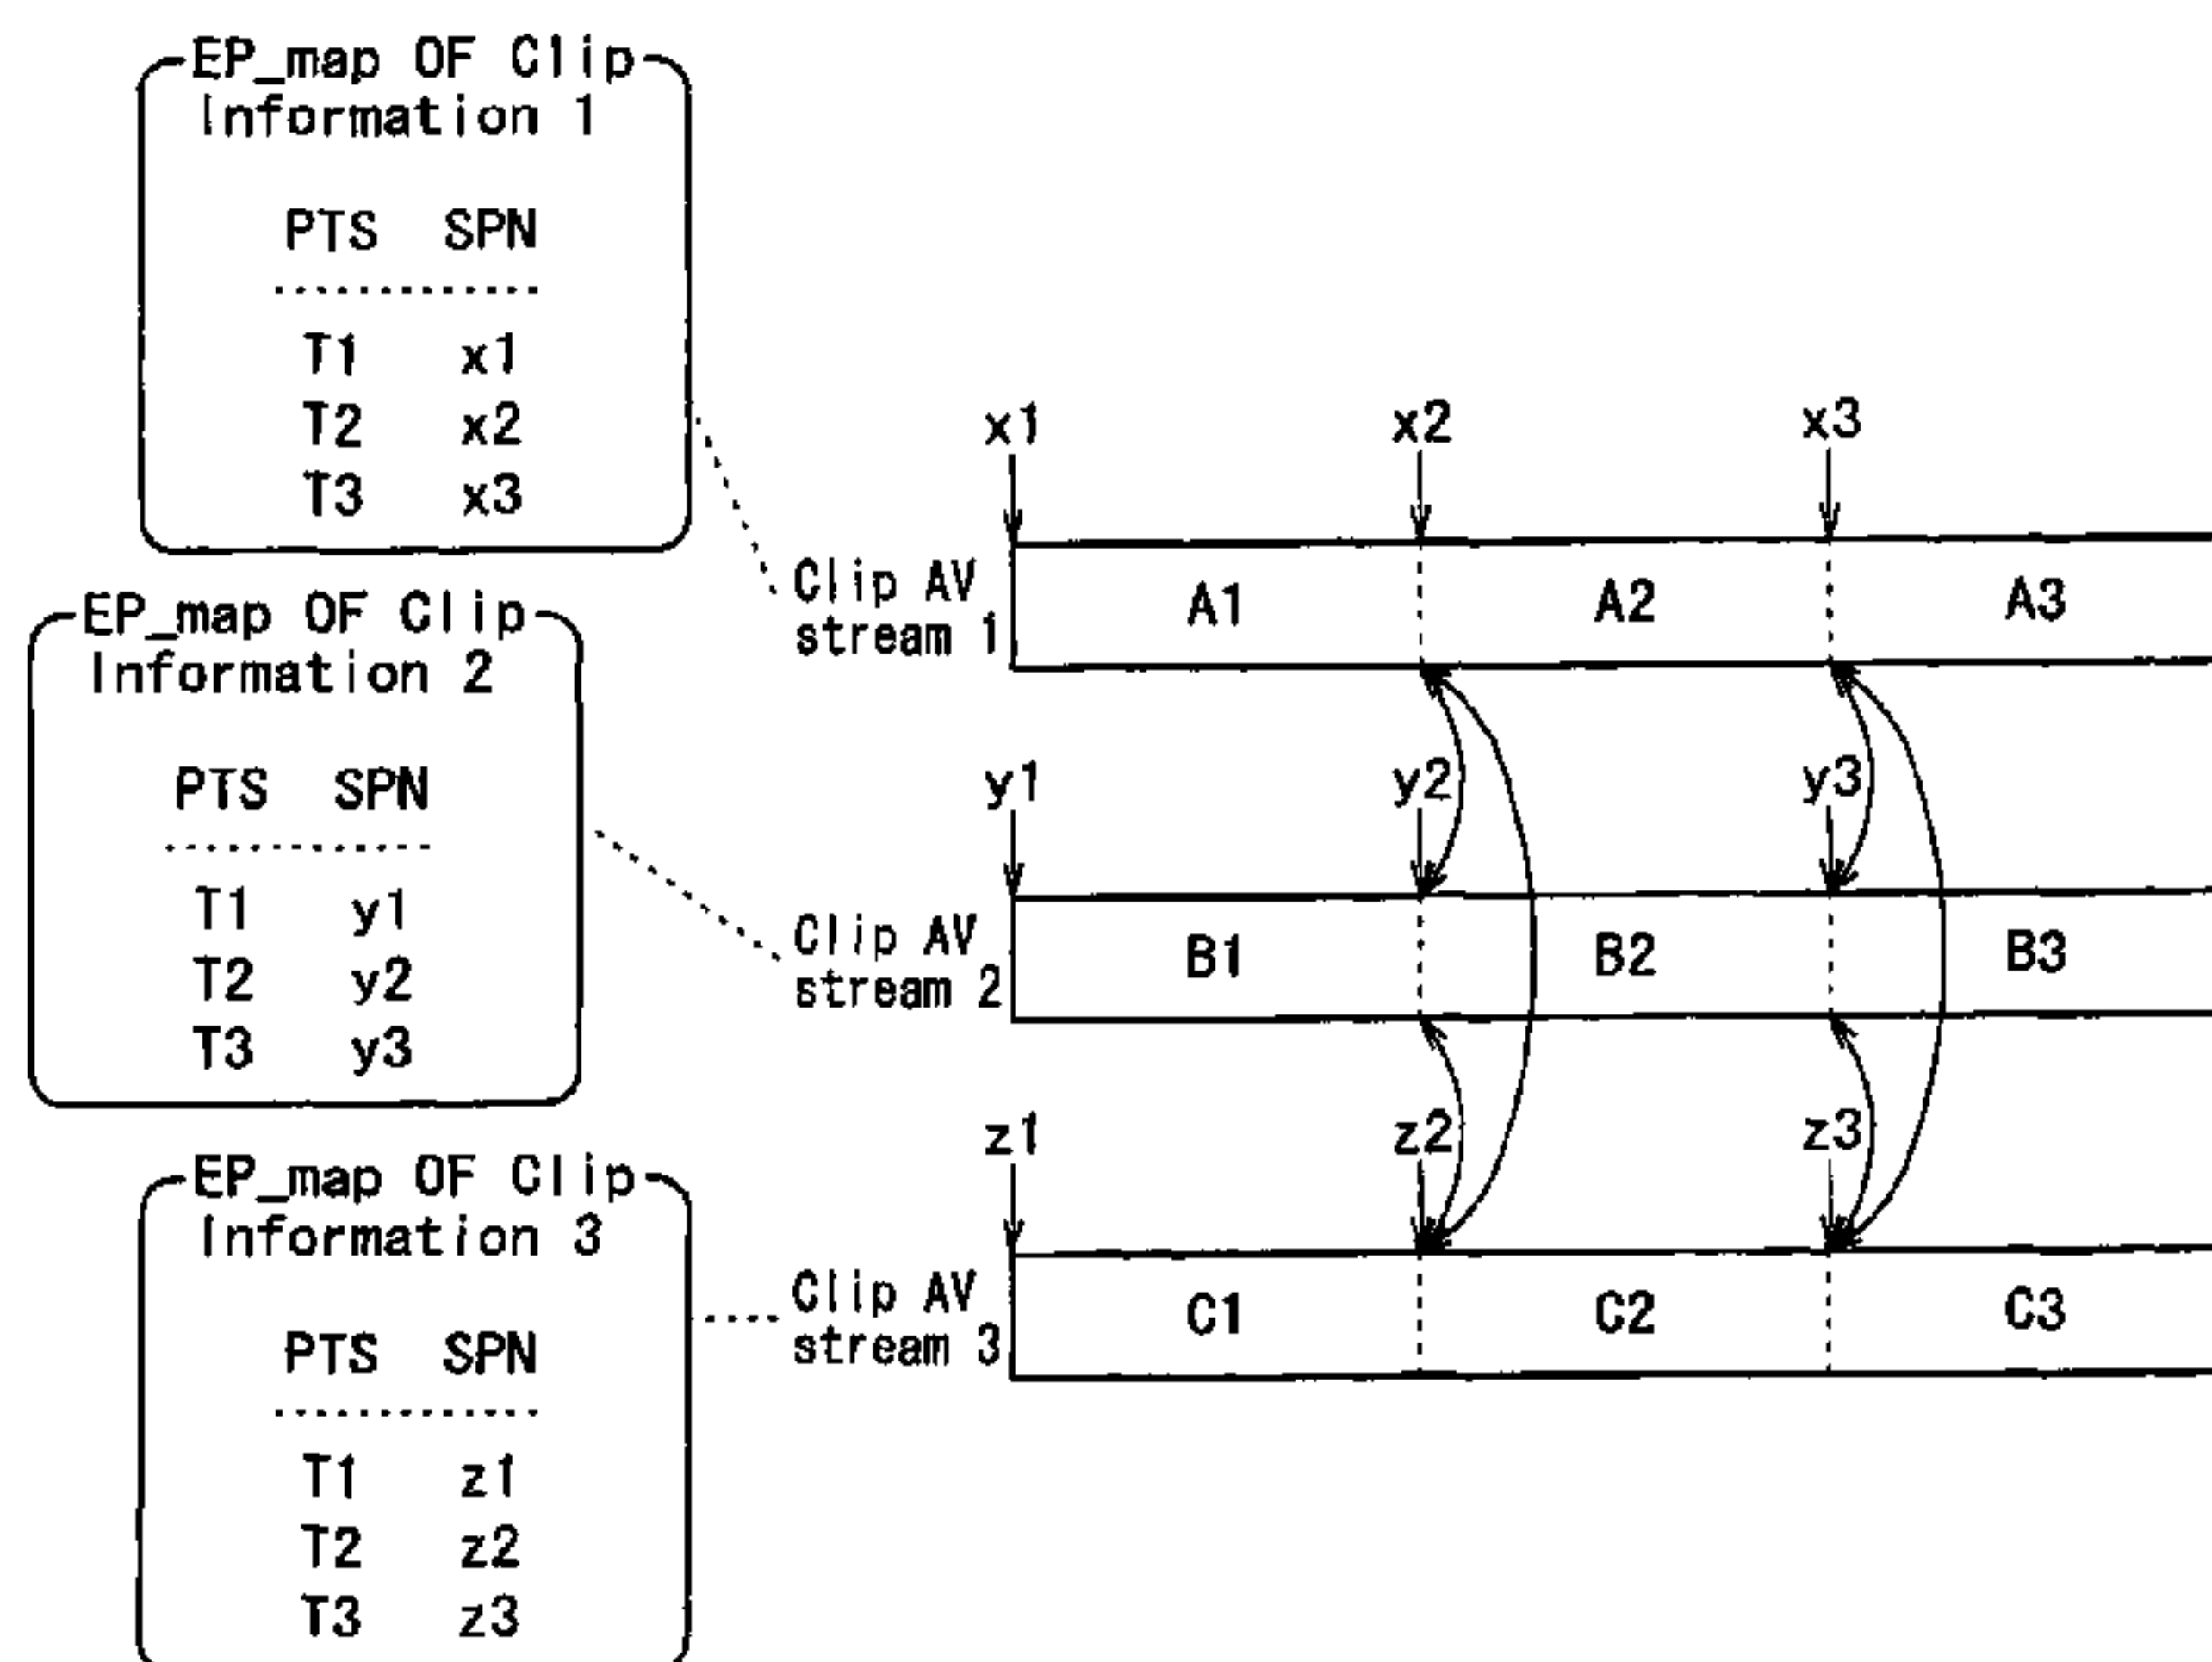 EP_map OF Clip
Information 1
PTS SPN
T1 x1
T2 x2
T3 x3
EP_map OF Clip
Information 2
PTS SPN
T1 y1
T2 y2
T3 y3
EP_map OF Clip
Information 3
PTS SPN
T1 z1
T2 z2
T3 z3
x1 x2 x3
Clip AV
stream 1
A1 A2 A3
y1 y2 y3
Clip AV
stream 2
B1 B2 B3
z1 z2 z3
Clip AV
stream 3
C1 C2 C3